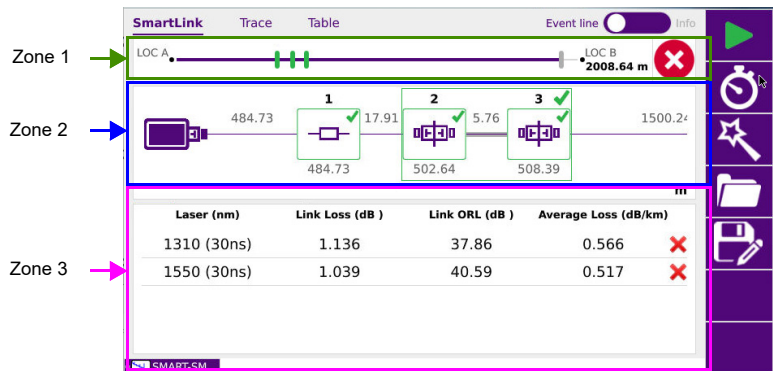 SmartLink Trace Table Event line Info
Zone 1
LOC A
LOC B
2008.64 m
Zone 2
1 2 3
484.73 17.91 5.76 1500.24
484.73 502.64 508.39
m
Zone 3
Laser (nm) Link Loss (dB ) Link ORL (dB ) Average Loss (dB/km)
1310 (30ns) 1.136 37.86 0.566
1550 (30ns) 1.039 40.59 0.517
SMART-SM